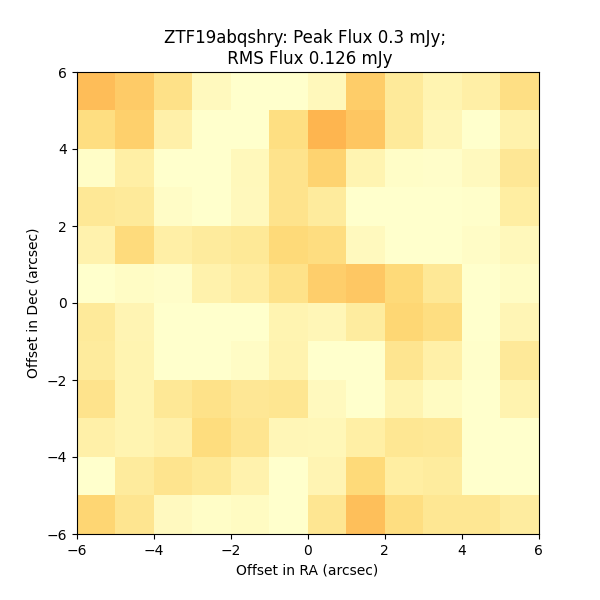 ZTF19abqshry: Peak Flux 0.3 mJy;
RMS Flux 0.126 mJy
6
4
2
0
−2
−4
−6
Offset in Dec (arcsec)
−6 −4 −2 0 2 4 6
Offset in RA (arcsec)